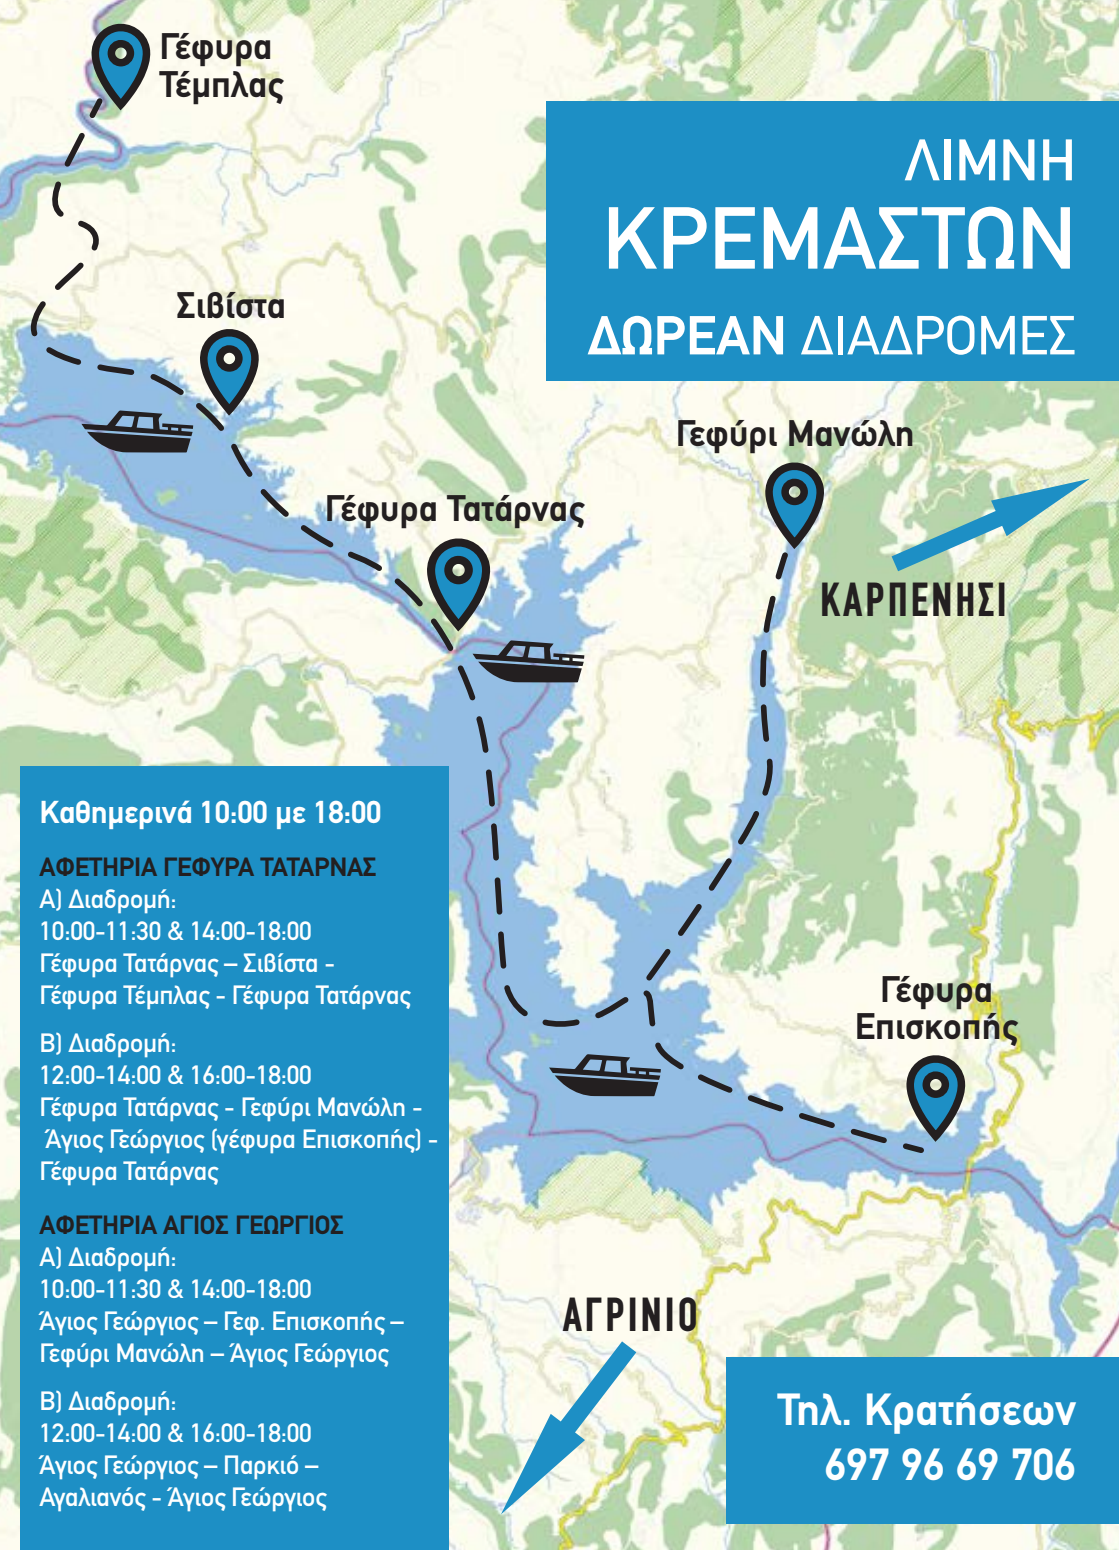 Γέφυρα
Τέμπλας
ΛΙΜΝΗ
ΚΡΕΜΑΣΤΩΝ
ΔΩΡΕΑΝ ΔΙΑΔΡΟΜΕΣ
Σιβίστα
Γεφύρι Μανώλη
Γέφυρα Τατάρνας
ΚΑΡΠΕΝΗΣΙ
Γέφυρα
Επισκοπής
Καθημερινά 10:00 με 18:00
ΑΦΕΤΗΡΙΑ ΓΕΦΥΡΑ ΤΑΤΑΡΝΑΣ
Α) Διαδρομή:
10:00-11:30 & 14:00-18:00
Γέφυρα Τατάρνας – Σιβίστα -
Γέφυρα Τέμπλας - Γέφυρα Τατάρνας
Β) Διαδρομή:
12:00-14:00 & 16:00-18:00
Γέφυρα Τατάρνας - Γεφύρι Μανώλη -
Άγιος Γεώργιος (γέφυρα Επισκοπής) -
Γέφυρα Τατάρνας
ΑΦΕΤΗΡΙΑ ΑΓΙΟΣ ΓΕΩΡΓΙΟΣ
Α) Διαδρομή:
10:00-11:30 & 14:00-18:00
Άγιος Γεώργιος – Γεφ. Επισκοπής –
Γεφύρι Μανώλη – Άγιος Γεώργιος
Β) Διαδρομή:
12:00-14:00 & 16:00-18:00
Άγιος Γεώργιος – Παρκιό –
Αγαλιανός - Άγιος Γεώργιος
ΑΓΡΙΝΙΟ
Τηλ. Κρατήσεων
697 96 69 706